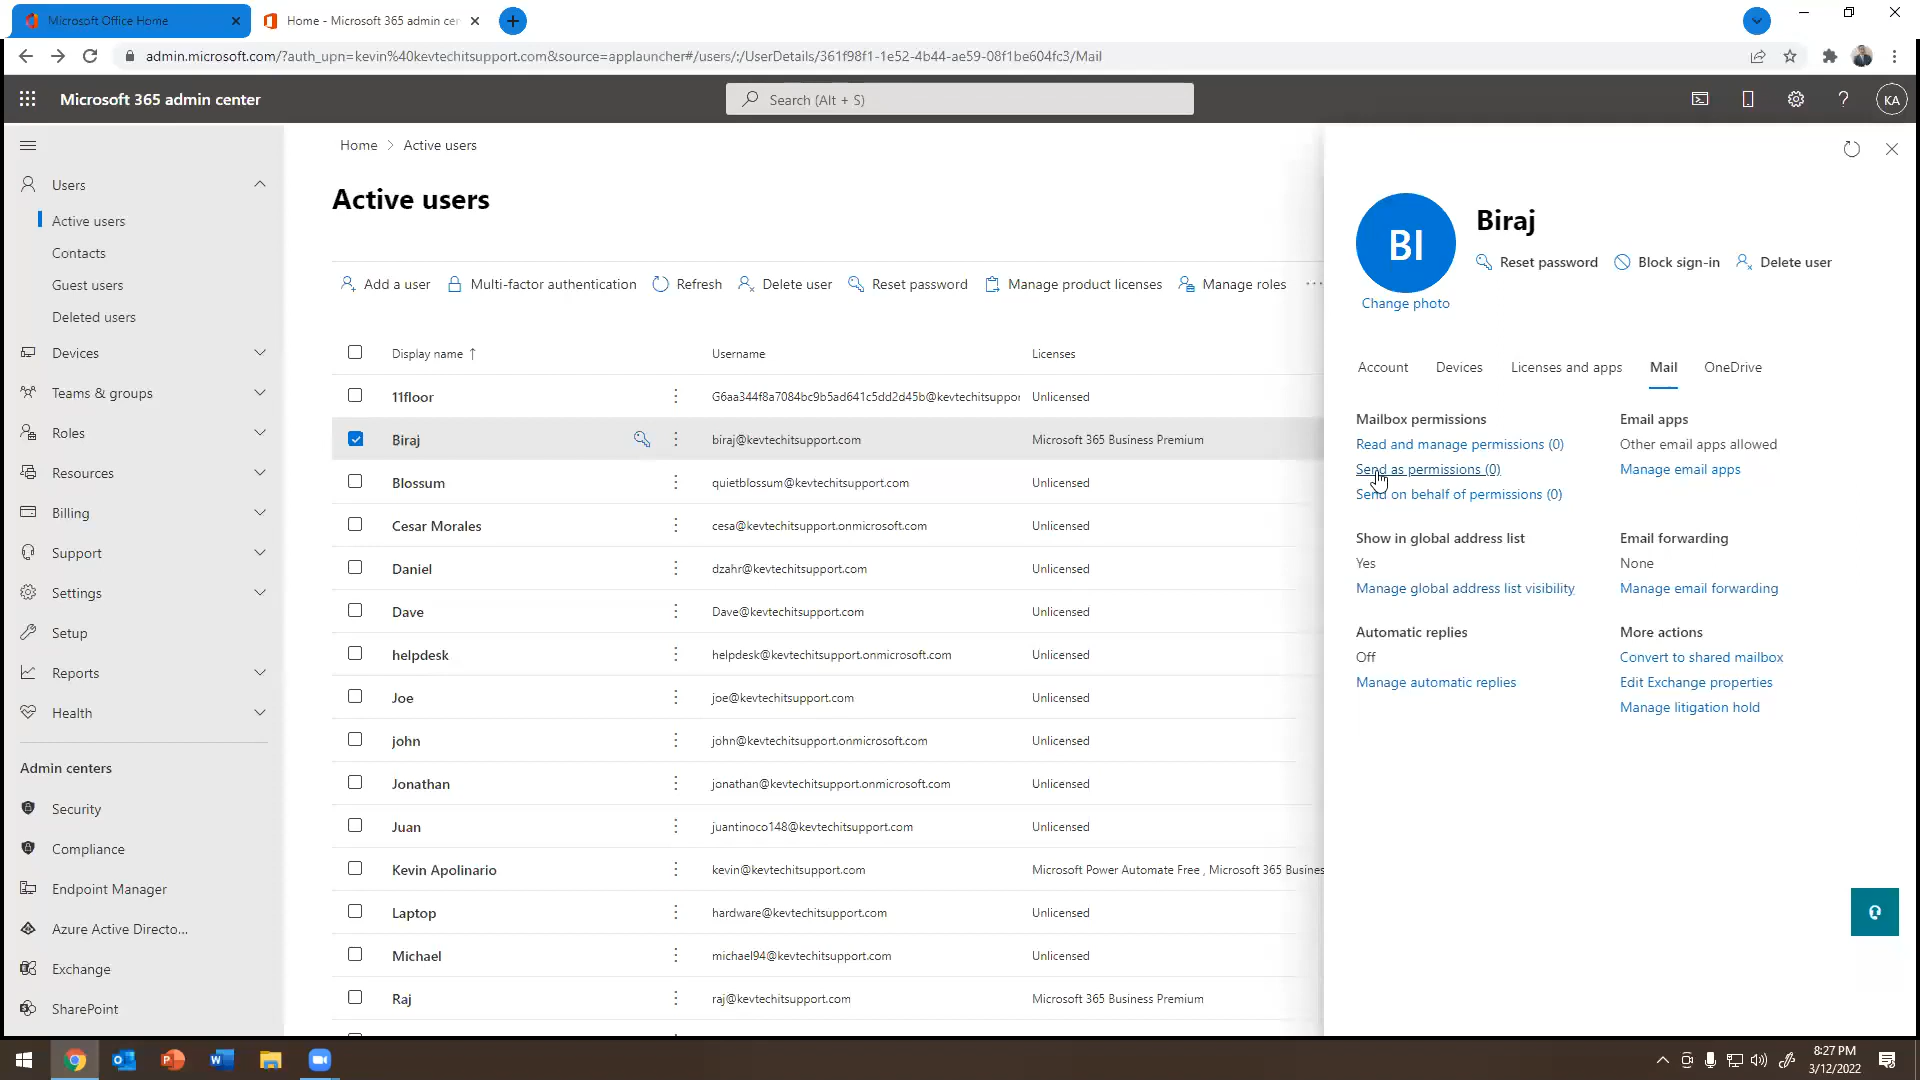 Microsoft Office Home
Home - Microsoft 365 admin cen
admin.microsoft.com/?auth_upn=kevin%40kevtechitsupport.com&source=applauncher#/users/:/UserDetails/361f98f1-1e52-4b44-ae59-08f1be604fc3/Mail
Microsoft 365 admin center
Search (Alt + S)
KA
Users
Active users
Contacts
Guest users
Deleted users
Devices
Teams & groups
Roles
Resources
Billing
Support
Settings
Setup
Reports
Health
Admin centers
Security
Compliance
Endpoint Manager
Azure Active Directo...
Exchange
SharePoint
Home > Active users
Active users
Add a user Multi-factor authentication Refresh Delete user Reset password Manage product licenses Manage roles ...
Display name ↑ Username Licenses
11floor G6aa344f8a7084bc9b5ad641c5dd2d45b@kevtechitsuppor Unlicensed
Biraj biraj@kevtechitsupport.com Microsoft 365 Business Premium
Blossum quietblossum@kevtechitsupport.com Unlicensed
Cesar Morales cesa@kevtechitsupport.onmicrosoft.com Unlicensed
Daniel dzahr@kevtechitsupport.com Unlicensed
Dave Dave@kevtechitsupport.com Unlicensed
helpdesk helpdesk@kevtechitsupport.onmicrosoft.com Unlicensed
Joe joe@kevtechitsupport.com Unlicensed
john john@kevtechitsupport.onmicrosoft.com Unlicensed
Jonathan jonathan@kevtechitsupport.onmicrosoft.com Unlicensed
Juan juantinoco148@kevtechitsupport.com Unlicensed
Kevin Apolinario kevin@kevtechitsupport.com Microsoft Power Automate Free , Microsoft 365 Busines
Laptop hardware@kevtechitsupport.com Unlicensed
Michael michael94@kevtechitsupport.com Unlicensed
Raj raj@kevtechitsupport.com Microsoft 365 Business Premium
BI
Change photo
Biraj
Reset password Block sign-in Delete user
Account Devices Licenses and apps Mail OneDrive
Mailbox permissions
Read and manage permissions (0)
Send as permissions (0)
Send on behalf of permissions (0)
Email apps
Other email apps allowed
Manage email apps
Show in global address list
Yes
Manage global address list visibility
Email forwarding
None
Manage email forwarding
Automatic replies
Off
Manage automatic replies
More actions
Convert to shared mailbox
Edit Exchange properties
Manage litigation hold
8:27 PM
3/12/2022